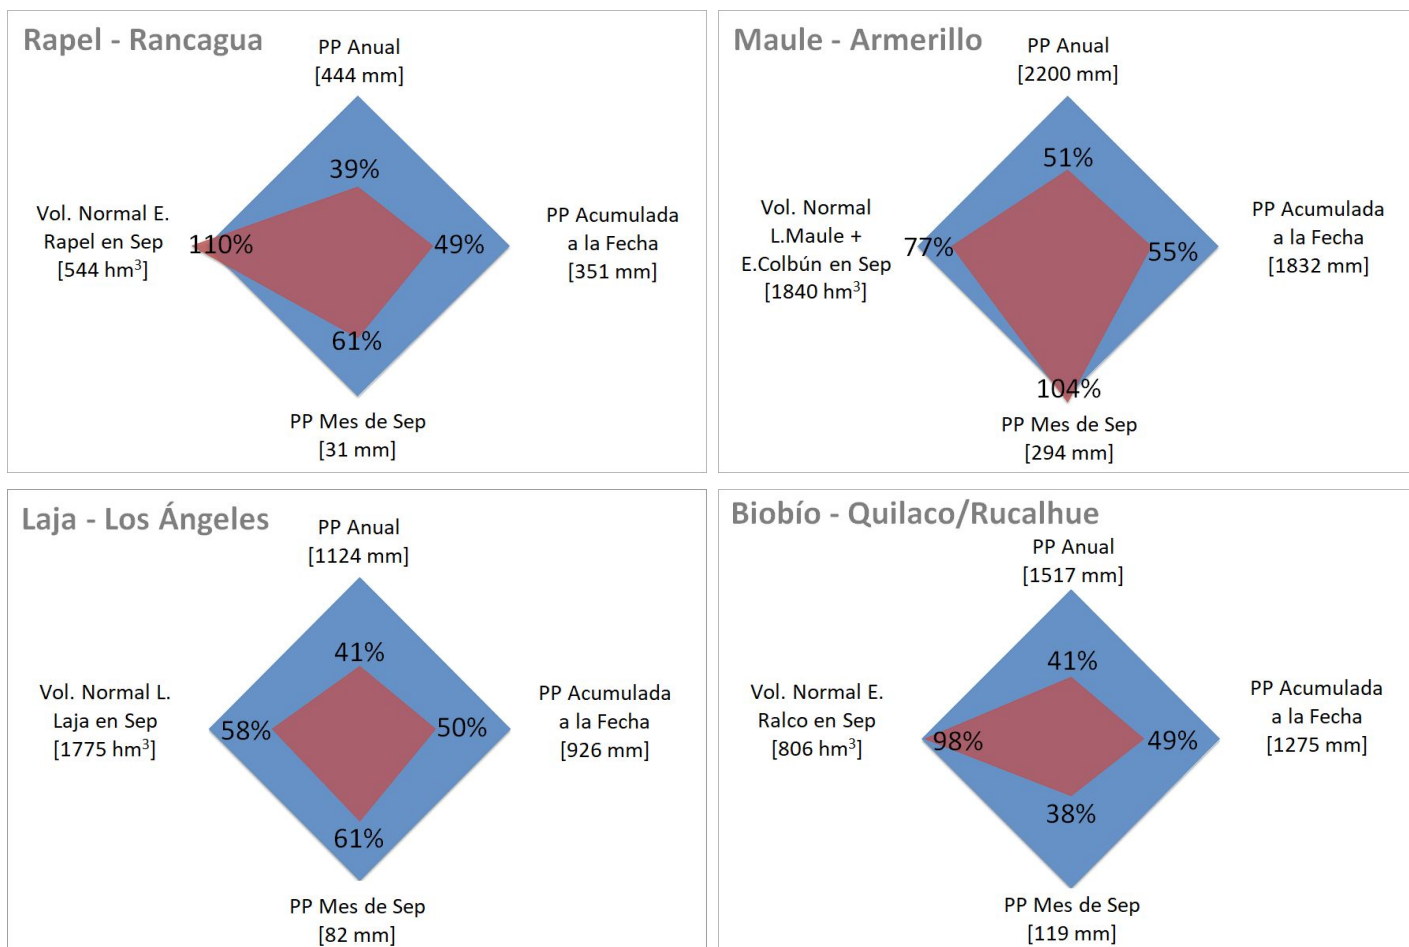 Rapel - Rancagua
PP Anual
[444 mm]
39%
Vol. Normal E.
Rapel en Sep
[544 hm³]
110%
49%
PP Acumulada
a la Fecha
[351 mm]
61%
PP Mes de Sep
[31 mm]
Maule - Armerillo
PP Anual
[2200 mm]
51%
Vol. Normal
L.Maule +
E.Colbún en Sep
[1840 hm³]
77%
55%
PP Acumulada
a la Fecha
[1832 mm]
104%
PP Mes de Sep
[294 mm]
Laja - Los Ángeles
PP Anual
[1124 mm]
41%
Vol. Normal L.
Laja en Sep
[1775 hm³]
58%
50%
PP Acumulada
a la Fecha
[926 mm]
61%
PP Mes de Sep
[82 mm]
Biobío - Quilaco/Rucalhue
PP Anual
[1517 mm]
41%
Vol. Normal E.
Ralco en Sep
[806 hm³]
98%
49%
PP Acumulada
a la Fecha
[1275 mm]
38%
PP Mes de Sep
[119 mm]